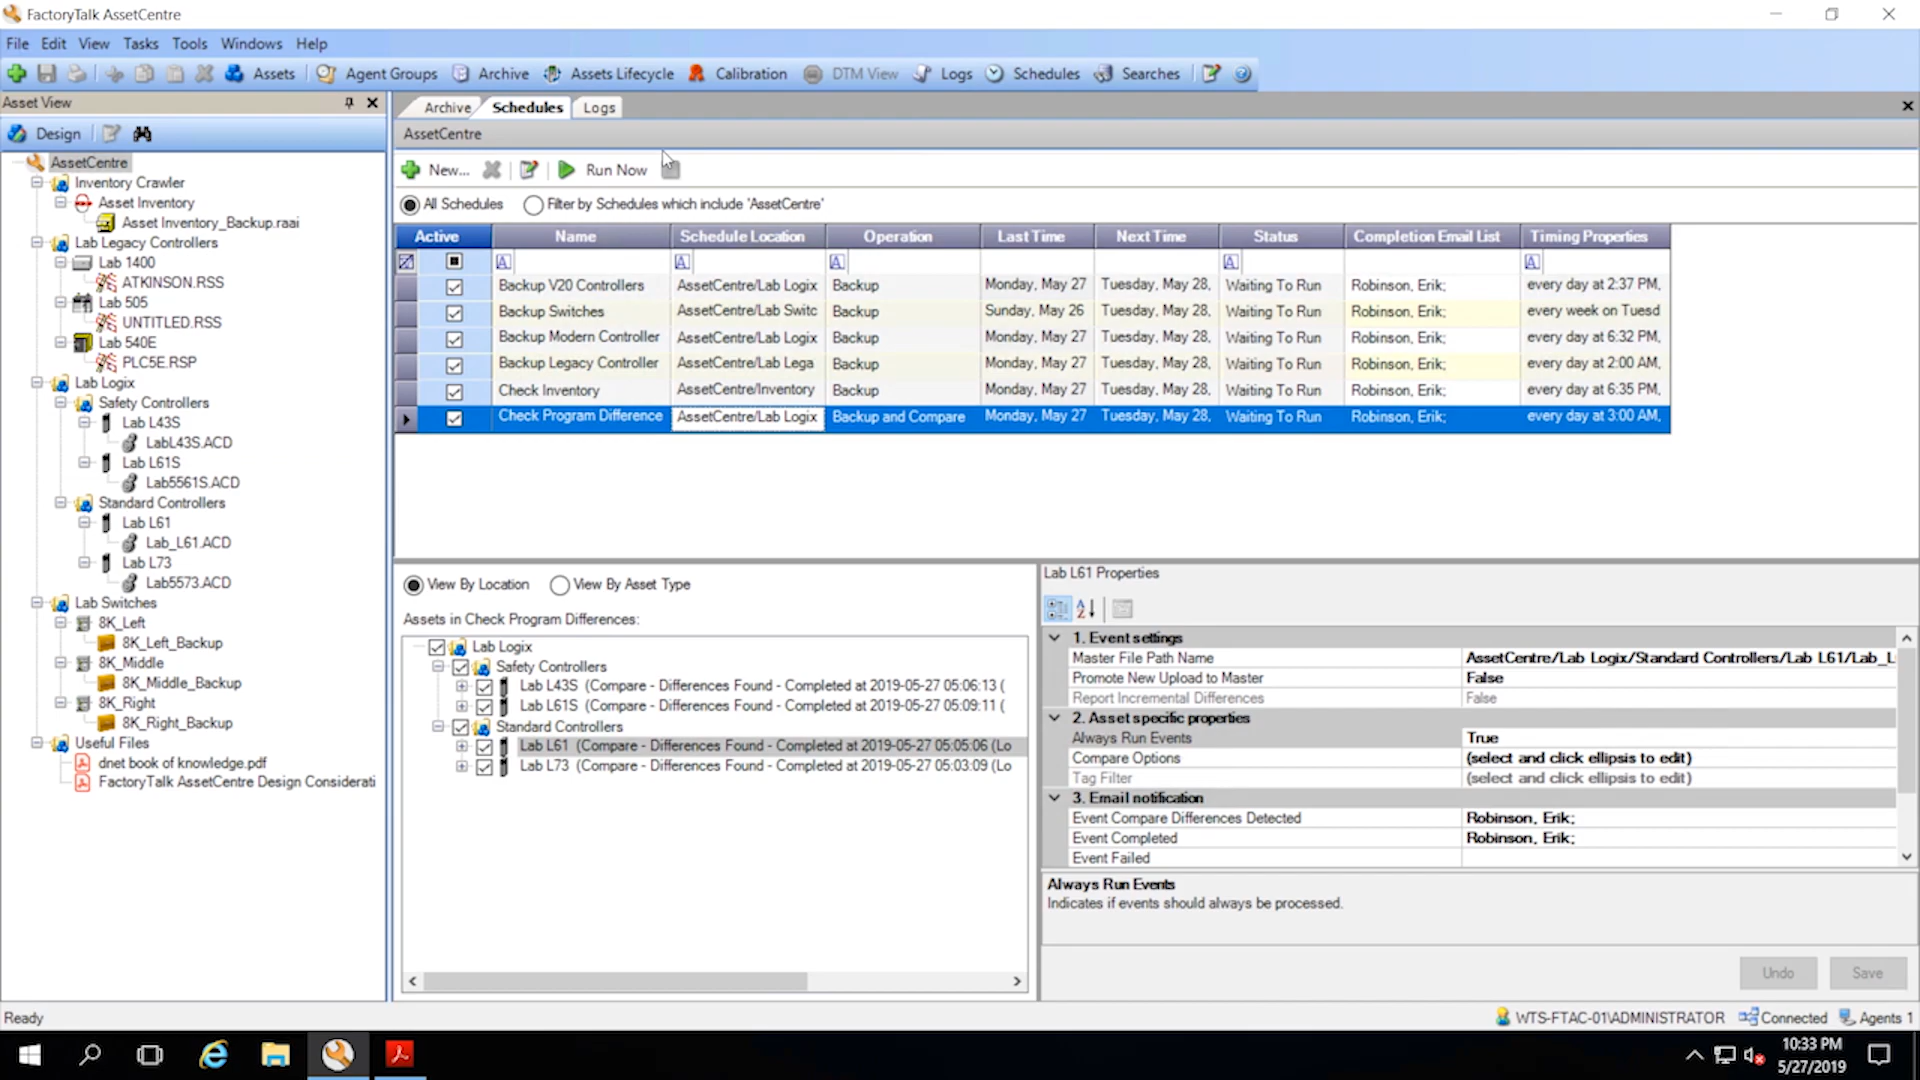 FactoryTalk AssetCentre
File Edit View Tasks Tools Windows Help
Assets Agent Groups Archive Assets Lifecycle Calibration DTM View Logs Schedules Searches
Asset View
Design
AssetCentre
Inventory Crawler
Asset Inventory
Asset Inventory_Backup.raai
Lab Legacy Controllers
Lab 1400
ATKINSON.RSS
Lab 505
UNTITLED.RSS
Lab 540E
PLC5E.RSP
Lab Logix
Safety Controllers
Lab L43S
LabL43S.ACD
Lab L61S
Lab5561S.ACD
Standard Controllers
Lab L61
Lab_L61.ACD
Lab L73
Lab5573.ACD
Lab Switches
8K_Left
8K_Left_Backup
8K_Middle
8K_Middle_Backup
8K_Right
8K_Right_Backup
Useful Files
dnet book of knowledge.pdf
FactoryTalk AssetCentre Design Considerati
Archive Schedules Logs
AssetCentre
New... Run Now
All Schedules Filter by Schedules which include 'AssetCentre'
Active Name Schedule Location Operation Last Time Next Time Status Completion Email List Timing Properties
A A A A A
Backup V20 Controllers AssetCentre/Lab Logix Backup Monday, May 27 Tuesday, May 28, Waiting To Run Robinson, Erik; every day at 2:37 PM,
Backup Switches AssetCentre/Lab Switc Backup Sunday, May 26 Tuesday, May 28, Waiting To Run Robinson, Erik; every week on Tuesd
Backup Modern Controller AssetCentre/Lab Logix Backup Monday, May 27 Tuesday, May 28, Waiting To Run Robinson, Erik; every day at 6:32 PM,
Backup Legacy Controller AssetCentre/Lab Lega Backup Monday, May 27 Tuesday, May 28, Waiting To Run Robinson, Erik; every day at 2:00 AM,
Check Inventory AssetCentre/Inventory Backup Monday, May 27 Tuesday, May 28, Waiting To Run Robinson, Erik; every day at 6:35 PM,
Check Program Difference AssetCentre/Lab Logix Backup and Compare Monday, May 27 Tuesday, May 28, Waiting To Run Robinson, Erik; every day at 3:00 AM,
View By Location View By Asset Type
Assets in Check Program Differences:
Lab Logix
Safety Controllers
Lab L43S (Compare - Differences Found - Completed at 2019-05-27 05:06:13 (
Lab L61S (Compare - Differences Found - Completed at 2019-05-27 05:09:11 (
Standard Controllers
Lab L61 (Compare - Differences Found - Completed at 2019-05-27 05:05:06 (Lo
Lab L73 (Compare - Differences Found - Completed at 2019-05-27 05:03:09 (Lo
Lab L61 Properties
1. Event settings
Master File Path Name AssetCentre/Lab Logix/Standard Controllers/Lab L61/Lab_L
Promote New Upload to Master False
Report Incremental Differences False
2. Asset specific properties
Always Run Events True
Compare Options (select and click ellipsis to edit)
Tag Filter (select and click ellipsis to edit)
3. Email notification
Event Compare Differences Detected Robinson, Erik;
Event Completed Robinson, Erik;
Event Failed
Always Run Events
Indicates if events should always be processed.
Undo Save
Ready WTS-FTAC-01\ADMINISTRATOR Connected Agents 1
10:33 PM
5/27/2019